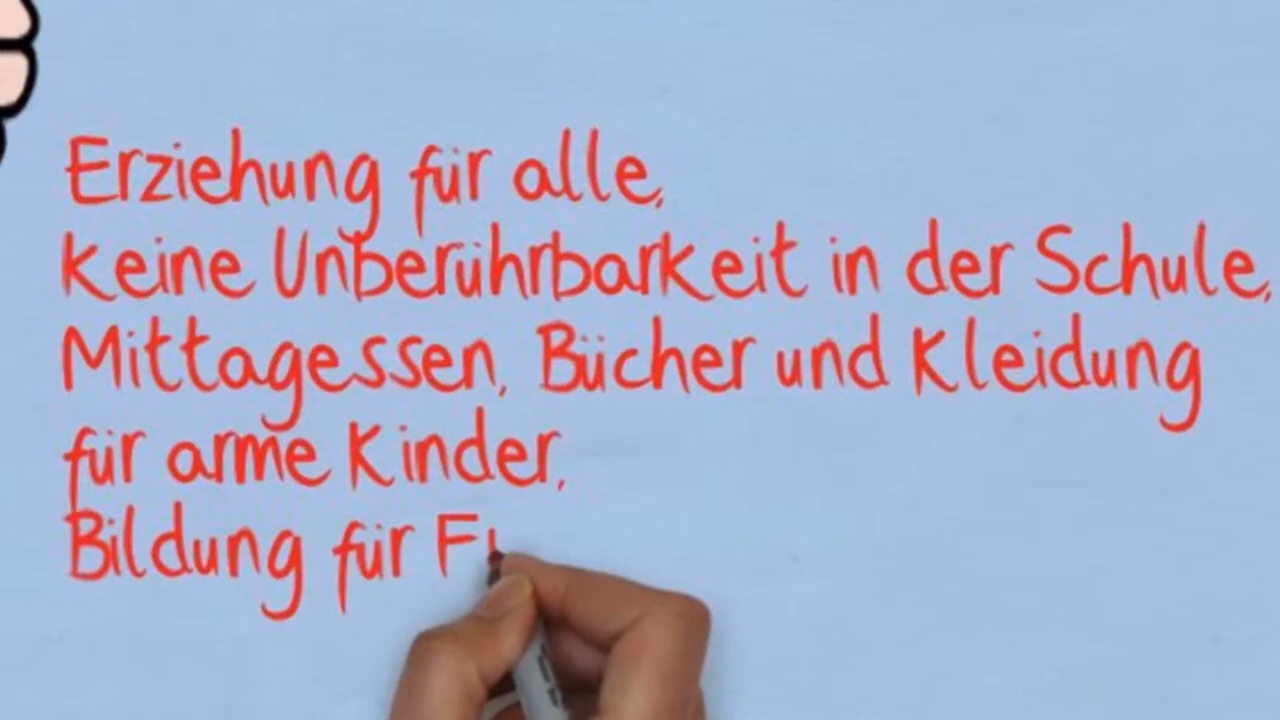 Erziehung für alle,
keine Unberührbarkeit in der Schule,
Mittagessen, Bücher und Kleidung
für arme Kinder,
Bildung für